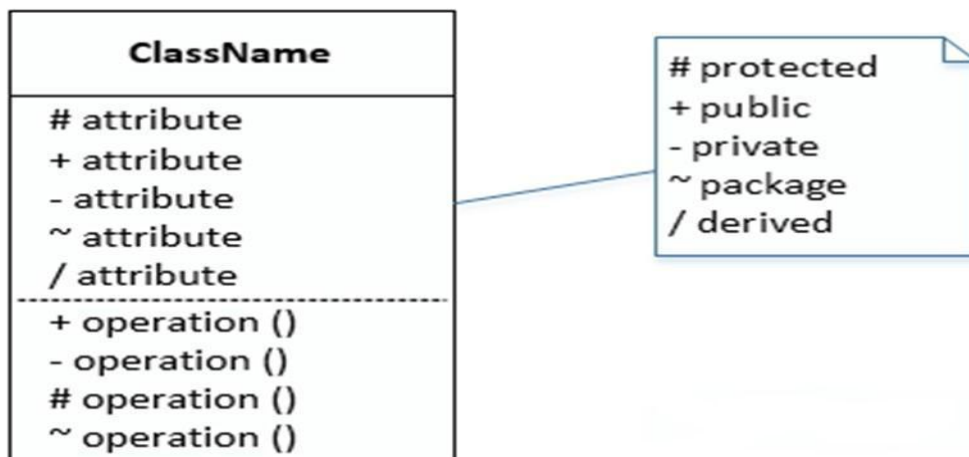 ClassName
# attribute
+ attribute
- attribute
~ attribute
/ attribute
+ operation ()
- operation ()
# operation ()
~ operation ()
# protected
+ public
- private
~ package
/ derived